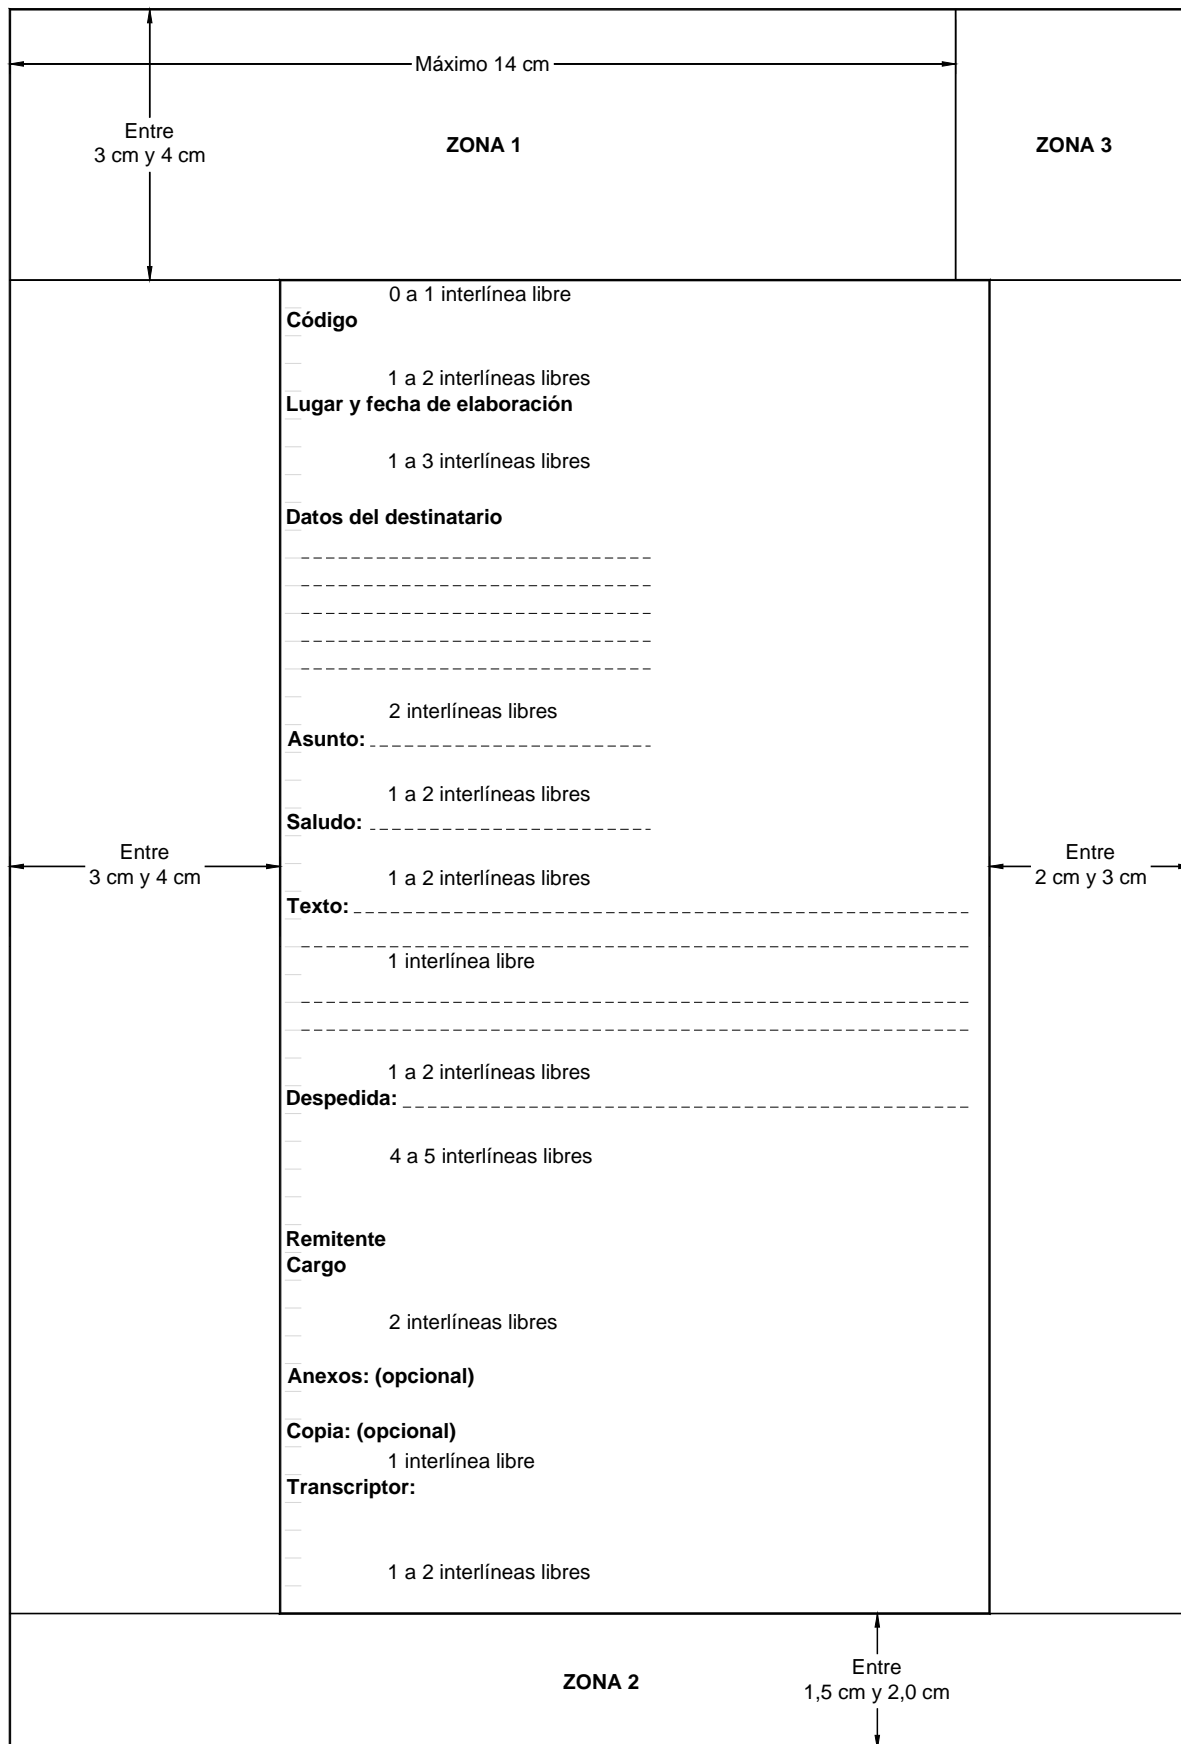 Máximo 14 cm
Entre
3 cm y 4 cm
ZONA 1
ZONA 3
0 a 1 interlínea libre
Código
1 a 2 interlíneas libres
Lugar y fecha de elaboración
1 a 3 interlíneas libres
Datos del destinatario
2 interlíneas libres
Asunto:
1 a 2 interlíneas libres
Saludo:
Entre
3 cm y 4 cm
Entre
2 cm y 3 cm
1 a 2 interlíneas libres
Texto:
1 interlínea libre
1 a 2 interlíneas libres
Despedida:
4 a 5 interlíneas libres
Remitente
Cargo
2 interlíneas libres
Anexos: (opcional)
Copia: (opcional)
1 interlínea libre
Transcriptor:
1 a 2 interlíneas libres
ZONA 2
Entre
1,5 cm y 2,0 cm